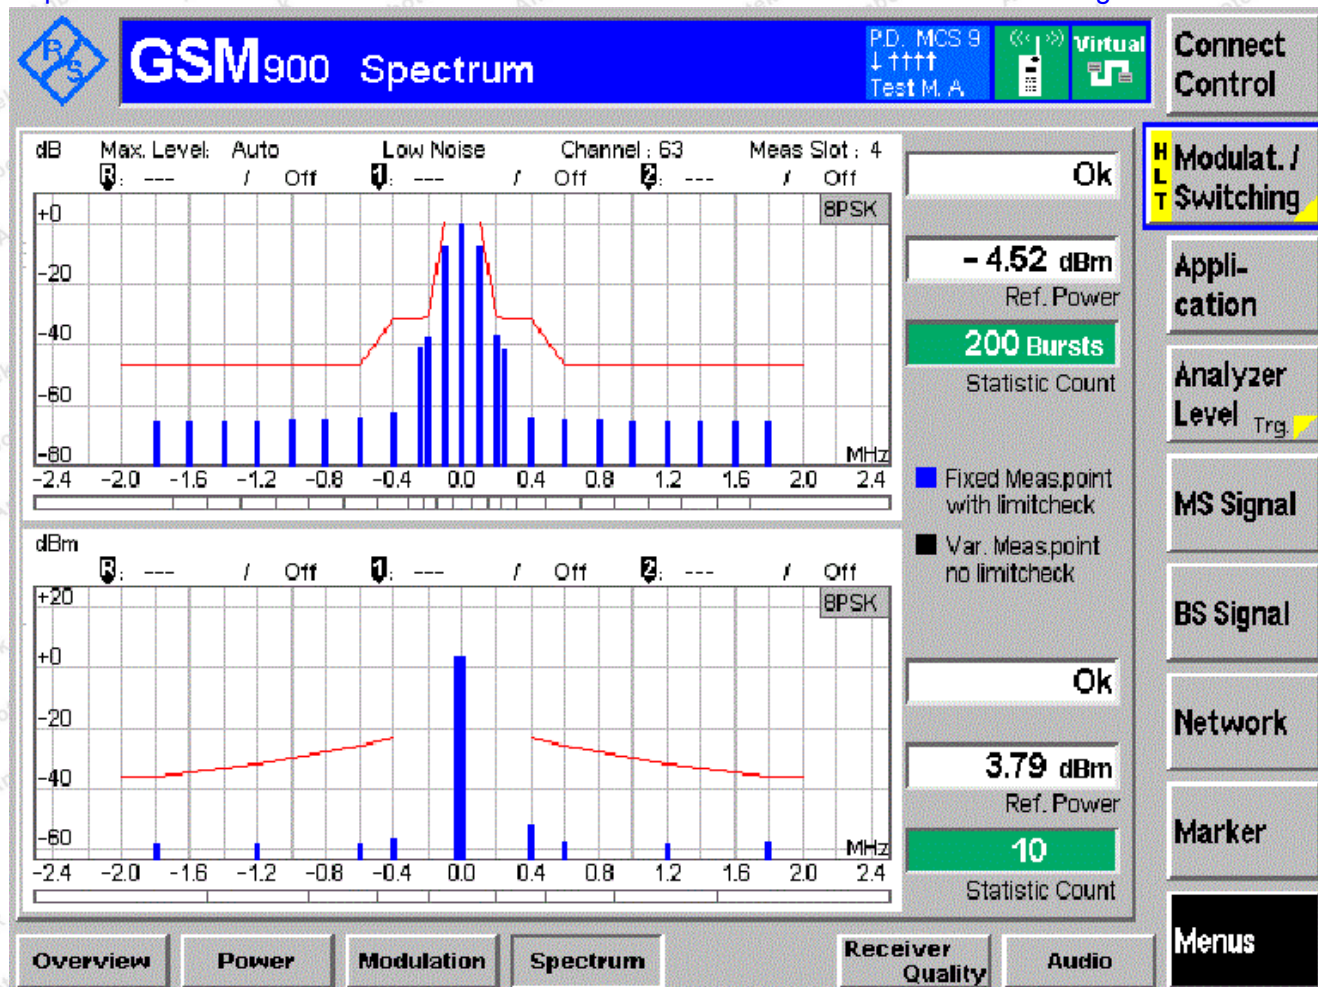 R/S
GSM900 Spectrum
P.D. MCS 9
↓↑↑↑↑
Test M. A
Virtual
Connect
Control
dB Max. Level: Auto Low Noise Channel : 63 Meas Slot : 4
R: --- / Off 1: --- / Off 2: --- / Off
8PSK
+0
-20
-40
-60
-80
MHz
-2.4 -2.0 -1.6 -1.2 -0.8 -0.4 0.0 0.4 0.8 1.2 1.6 2.0 2.4
Ok
- 4.52 dBm
Ref. Power
200 Bursts
Statistic Count
Fixed Meas.point
with limitcheck
Var. Meas.point
no limitcheck
dBm
R: --- / Off 1: --- / Off 2: --- / Off
8PSK
+20
+0
-20
-40
-60
MHz
-2.4 -2.0 -1.6 -1.2 -0.8 -0.4 0.0 0.4 0.8 1.2 1.6 2.0 2.4
Ok
3.79 dBm
Ref. Power
10
Statistic Count
HLT
Modulat. /
Switching
Appli-
cation
Analyzer
Level Trg.
MS Signal
BS Signal
Network
Marker
Menus
Overview Power Modulation Spectrum Receiver
Quality Audio